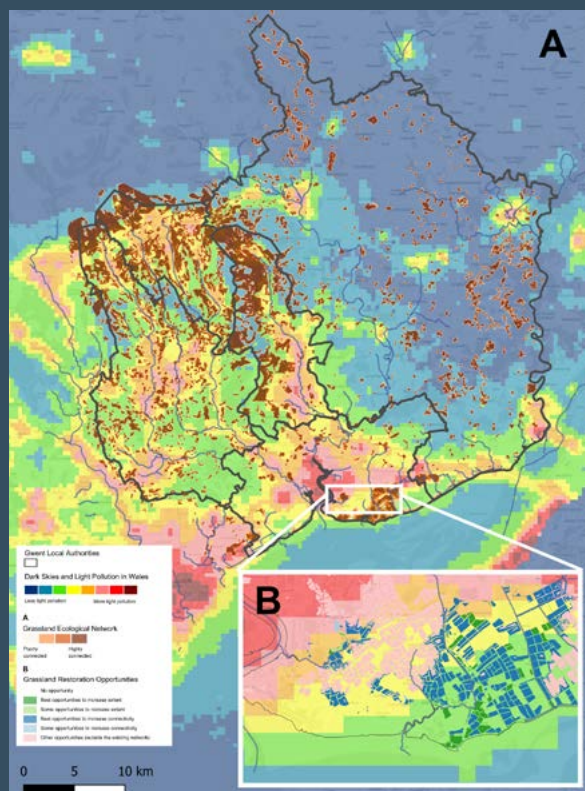 A
Gwent Local Authorities
Dark Skies and Light Pollution in Wales
Less light pollution
More light pollution
A.
Grassland Ecological Network
Poorly connected
Highly connected
B
Grassland Restoration Opportunities
No opportunity
Best opportunities to increase extent
Some opportunities to increase extent
Best opportunities to increase connectivity
Some opportunities to increase connectivity
Other opportunities outside the existing networks
0 5 10 km
B